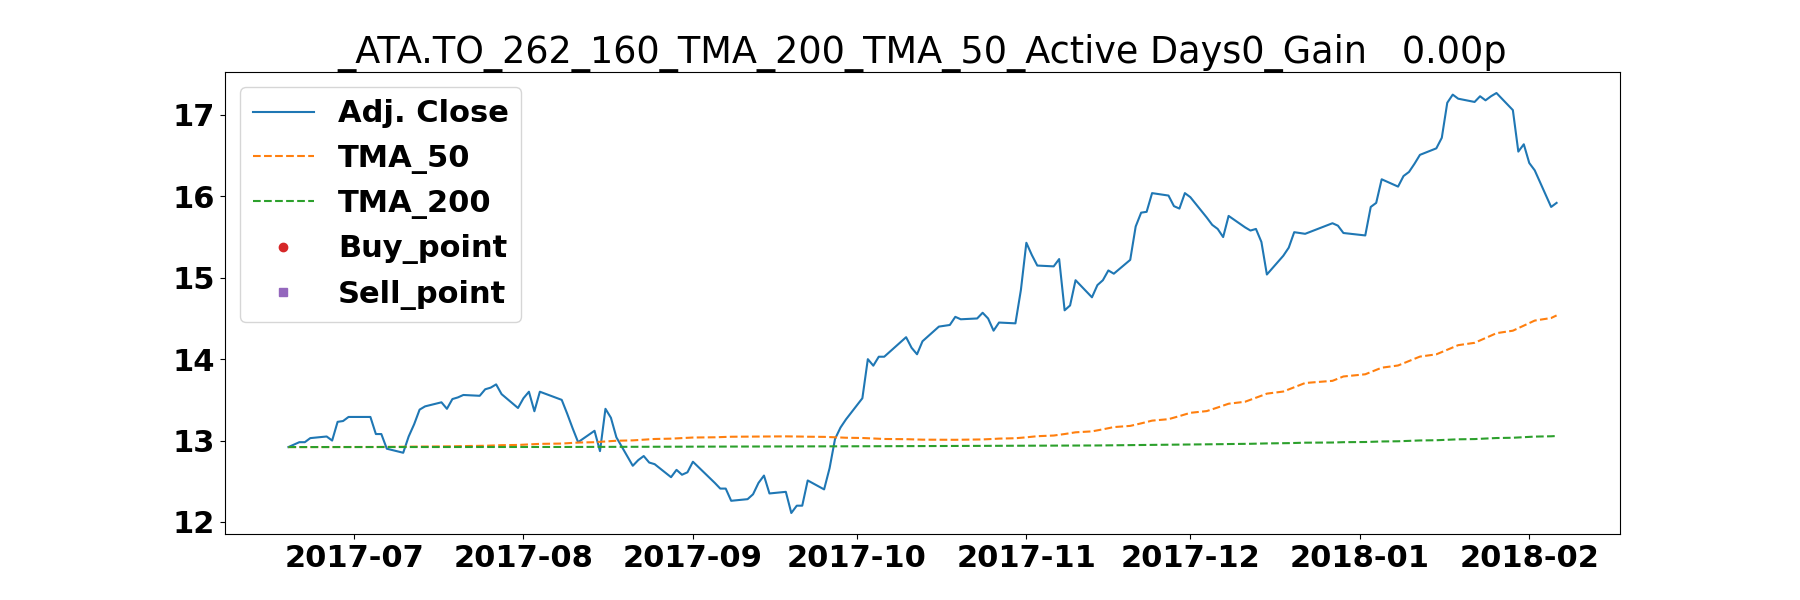 _ATA.TO_262_160_TMA_200_TMA_50_Active Days0_Gain   0.00p
Adj. Close
TMA_50
TMA_200
Buy_point
Sell_point
17
16
15
14
13
12
2017-07 2017-08 2017-09 2017-10 2017-11 2017-12 2018-01 2018-02